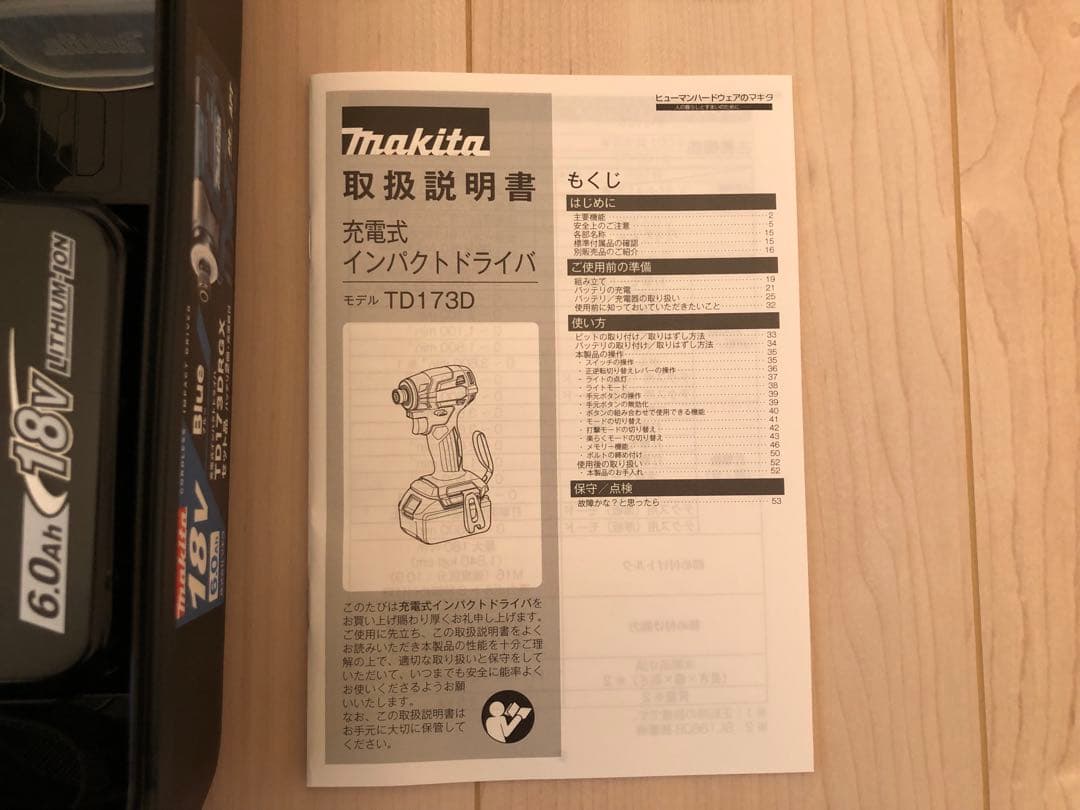 makita
取扱説明書
充電式
インパクトドライバ
モデル TD173D
このたびは充電式インパクトドライバを
お買い上げ賜わり厚くお礼申し上げます。
ご使用に先立ち、この取扱説明書をよく
お読みいただき本製品の性能を十分ご理
解の上で、適切な取り扱いと保守をして
いただいて、いつまでも安全に能率よく
お使いくださるようお願
いいたします。
なお、この取扱説明書は
お手元に大切に保管して
ください。
ヒューマンハードウェアのマキタ
人の暮らしとすまいのために
もくじ
はじめに
主要機能 2
安全上のご注意 5
各部名称 15
標準付属品の確認 15
別販売品のご紹介 16
ご使用前の準備
組み立て 19
バッテリの充電 21
バッテリ/充電器の取り扱い 25
使用前に知っておいていただきたいこと 32
使い方
ビットの取り付け/取りはずし方法 33
バッテリの取り付け/取りはずし方法 34
本製品の操作 35
・スイッチの操作 35
・正逆転切り替えレバーの操作 36
・ライトの点灯 37
・ライトモード 38
・手元ボタンの操作 39
・手元ボタンの無効化 39
・ボタンの組み合わせで使用できる機能 40
・モードの切り替え 41
・打撃モードの切り替え 42
・楽らくモードの切り替え 43
・メモリー機能 46
・ボルトの締め付け 50
使用後の取り扱い 52
・本製品のお手入れ 52
保守/点検
故障かな?と思ったら 53
6.0Ah
18V
LITHIUM-ION
makita
18V
6.0Ah
CORDLESS IMPACT DRIVER
Blue
TD173DRGX